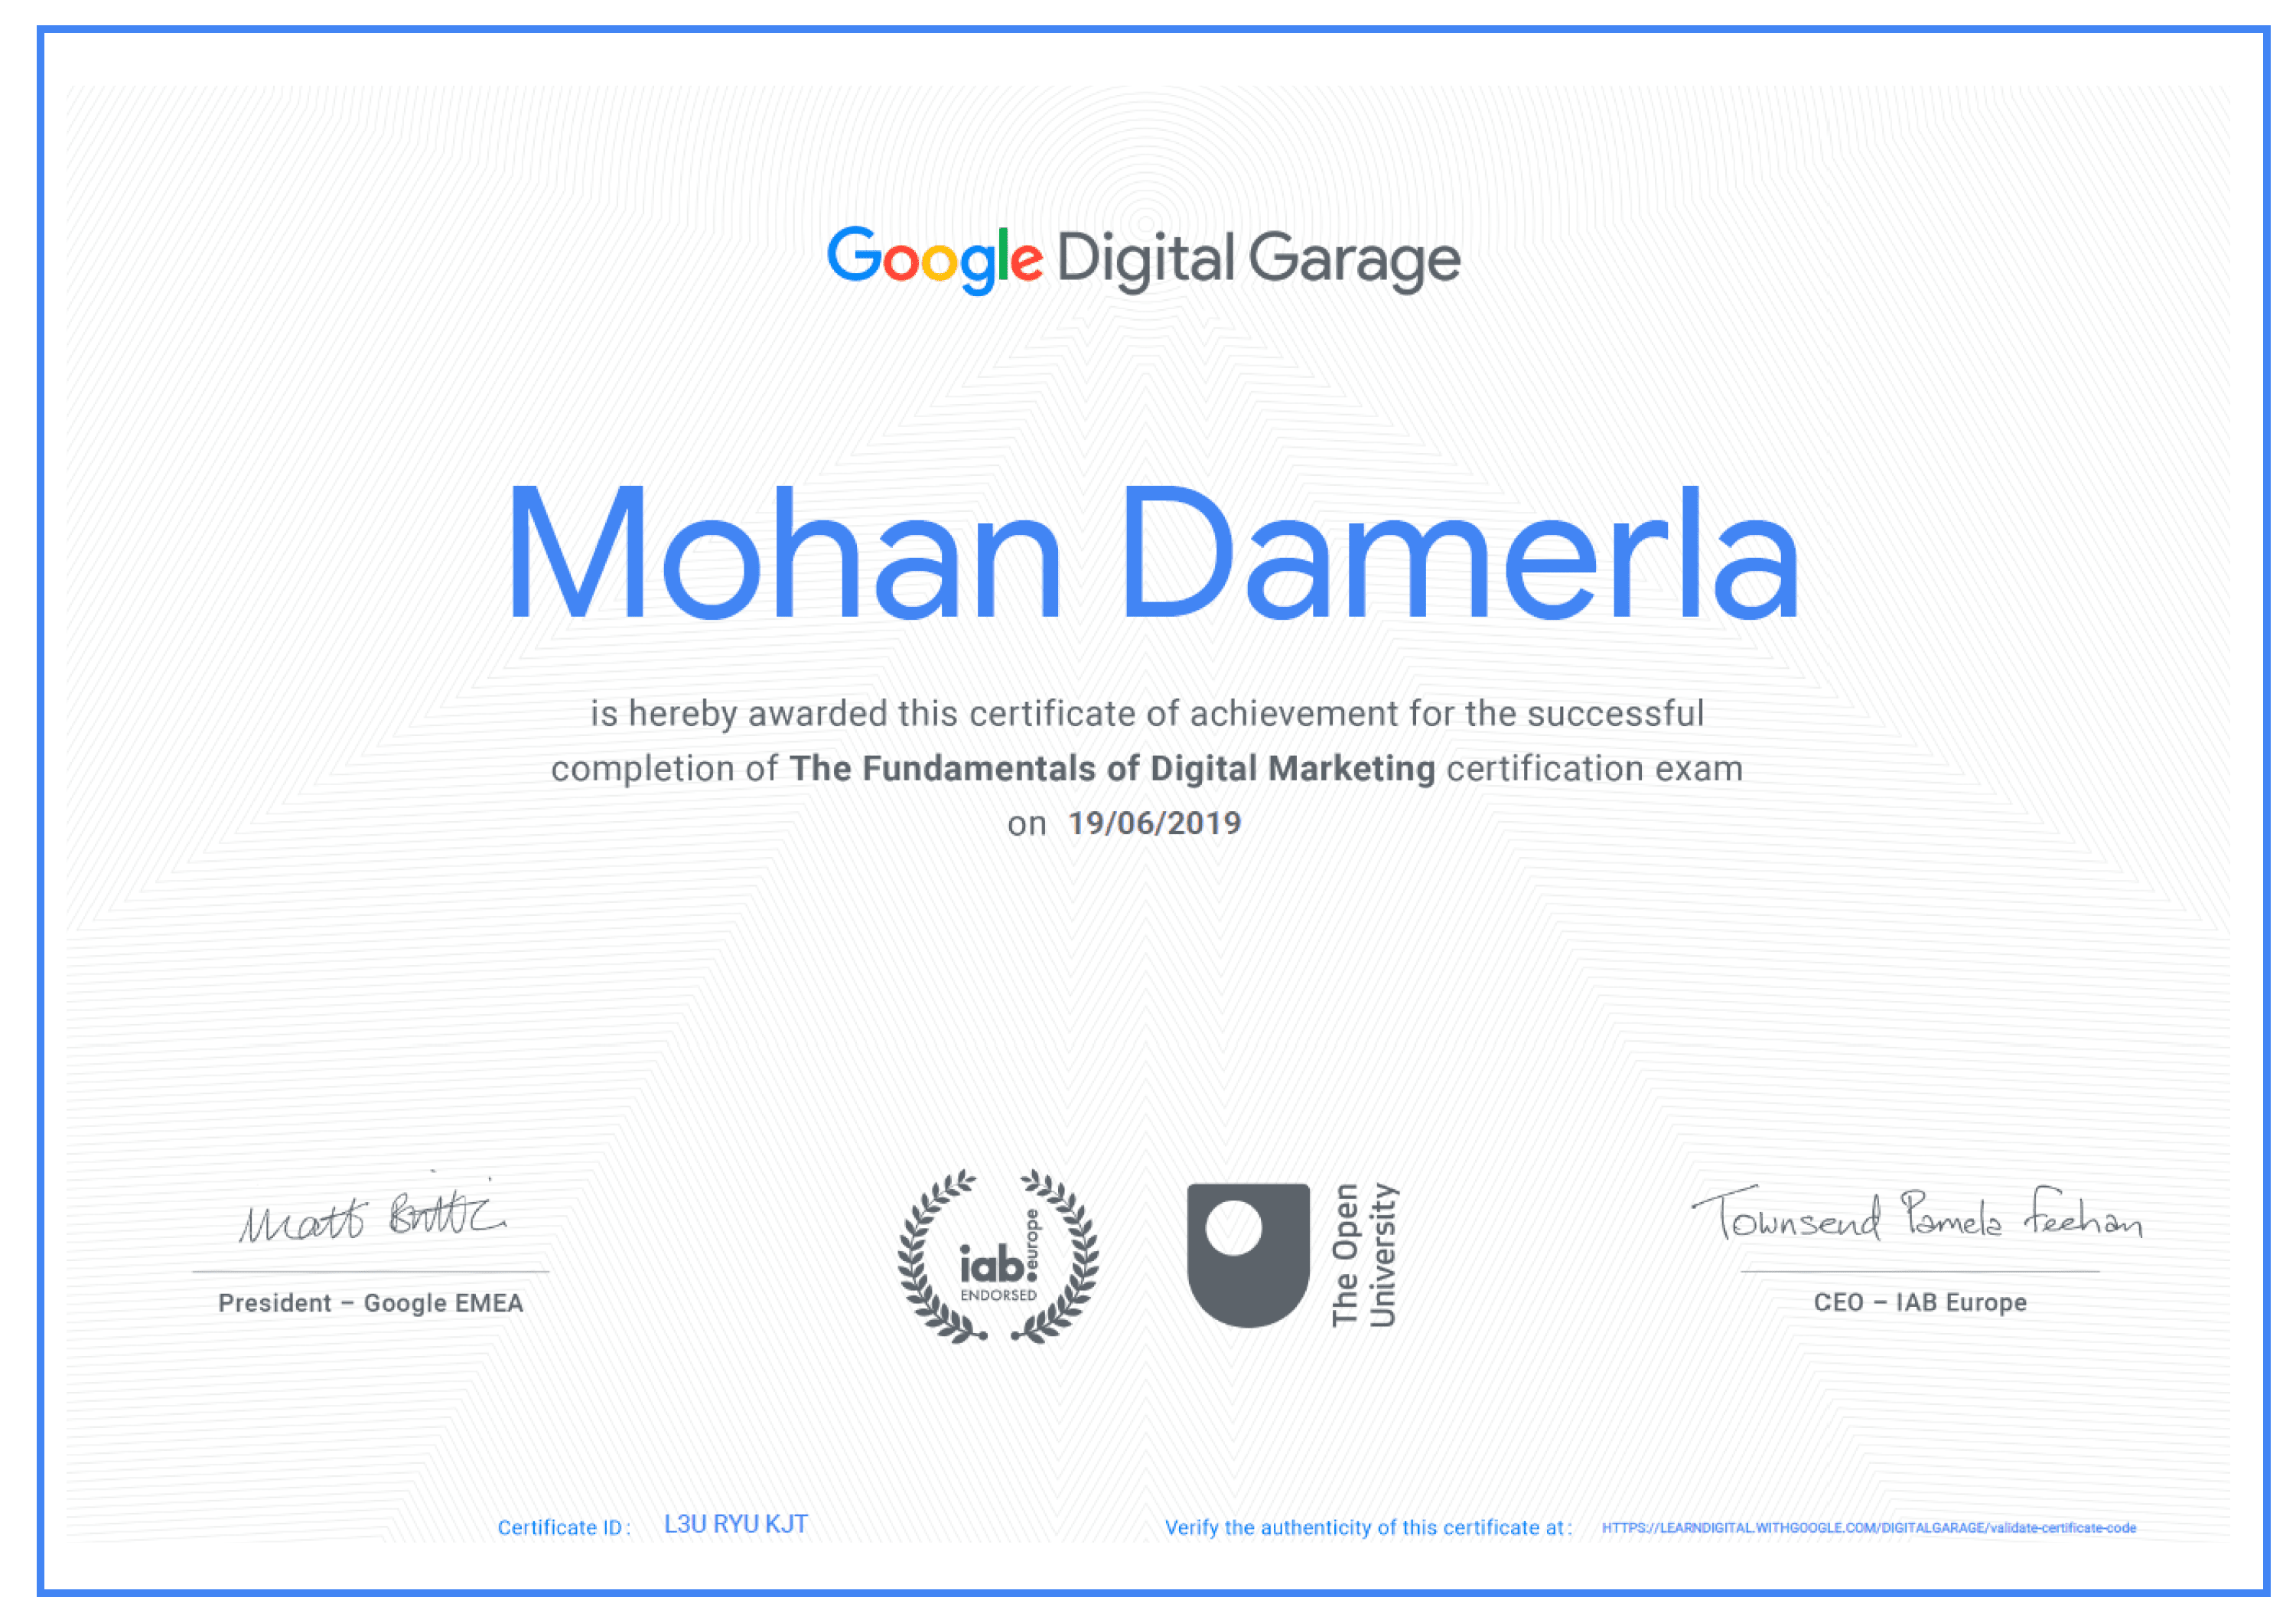 Google Digital Garage
Mohan Damerla
is hereby awarded this certificate of achievement for the successful
completion of The Fundamentals of Digital Marketing certification exam
on 19/06/2019
Matt Brittin
President – Google EMEA
iab. europe
ENDORSED
The Open
University
Townsend Pamela Feehan
CEO – IAB Europe
Certificate ID : L3U RYU KJT
Verify the authenticity of this certificate at : HTTPS://LEARNDIGITAL.WITHGOOGLE.COM/DIGITALGARAGE/validate-certificate-code